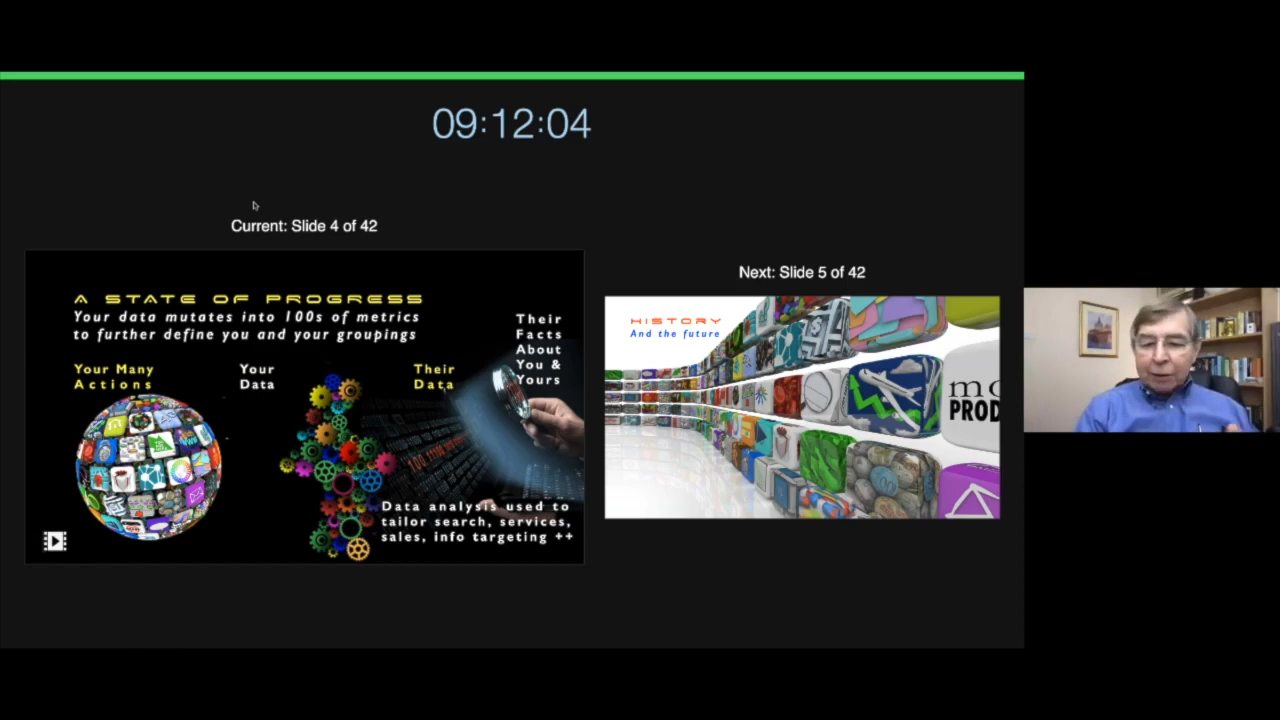 09:12:04
Current: Slide 4 of 42
A STATE OF PROGRESS
Your data mutates into 100s of metrics
to further define you and your groupings
Their
Facts
About
You &
Yours
Your Many
Actions
Your
Data
Their
Data
Data analysis used to
tailor search, services,
sales, info targeting ++
Next: Slide 5 of 42
HISTORY
And the future
mo
PROD